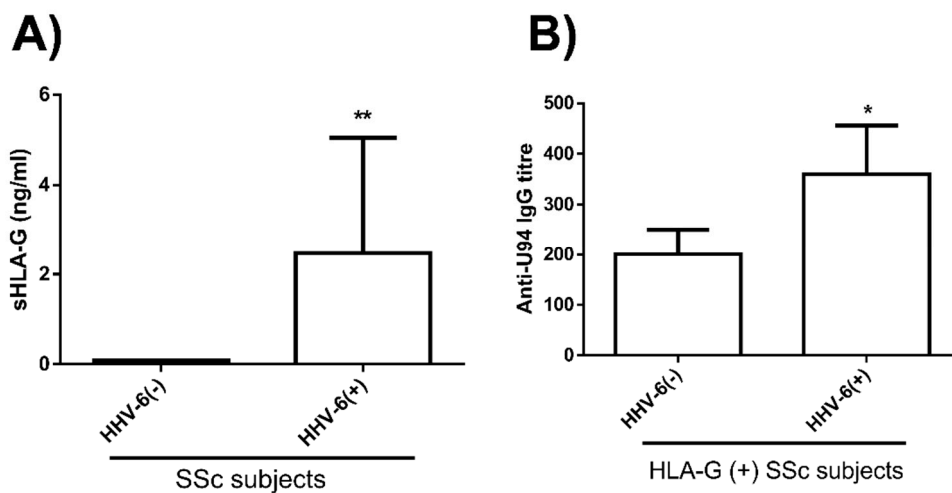 A)
sHLA-G (ng/ml)
6
4
2
0
**
HHV-6(-)
HHV-6(+)
SSc subjects
B)
Anti-U94 IgG titre
500
400
300
200
100
0
*
HHV-6(-)
HHV-6(+)
HLA-G (+) SSc subjects